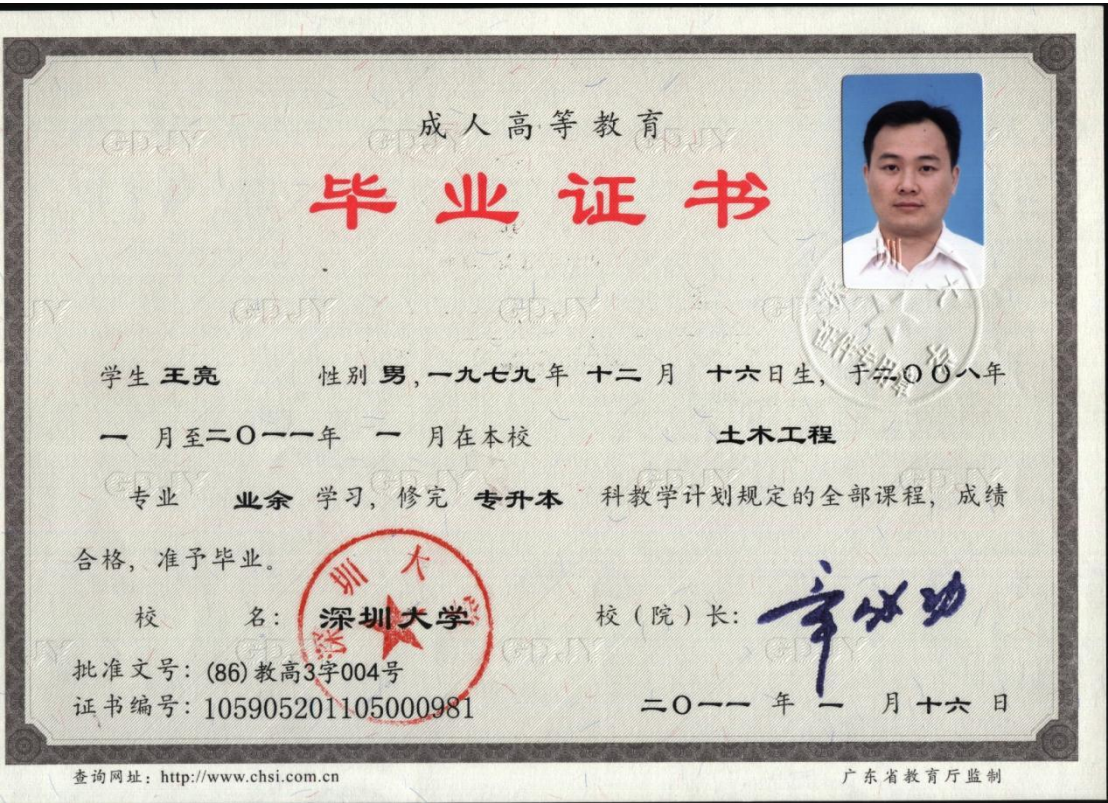 成人高等教育
毕业证书
学生 王亮 性别 男,一九七九年 十二 月 十六日生, 于二〇〇八年
一 月至二〇一一年 一 月在本校 土木工程
专业 业余 学习, 修完 专升本 科教学计划规定的全部课程, 成绩
合格, 准予毕业。
校 名: 深圳大学 校(院)长: 章必功
深圳大学
批准文号: (86)教高3字004号
证书编号: 105905201105000981
二〇一一 年 一 月 十六 日
查询网址: http://www.chsi.com.cn
广东省教育厅监制